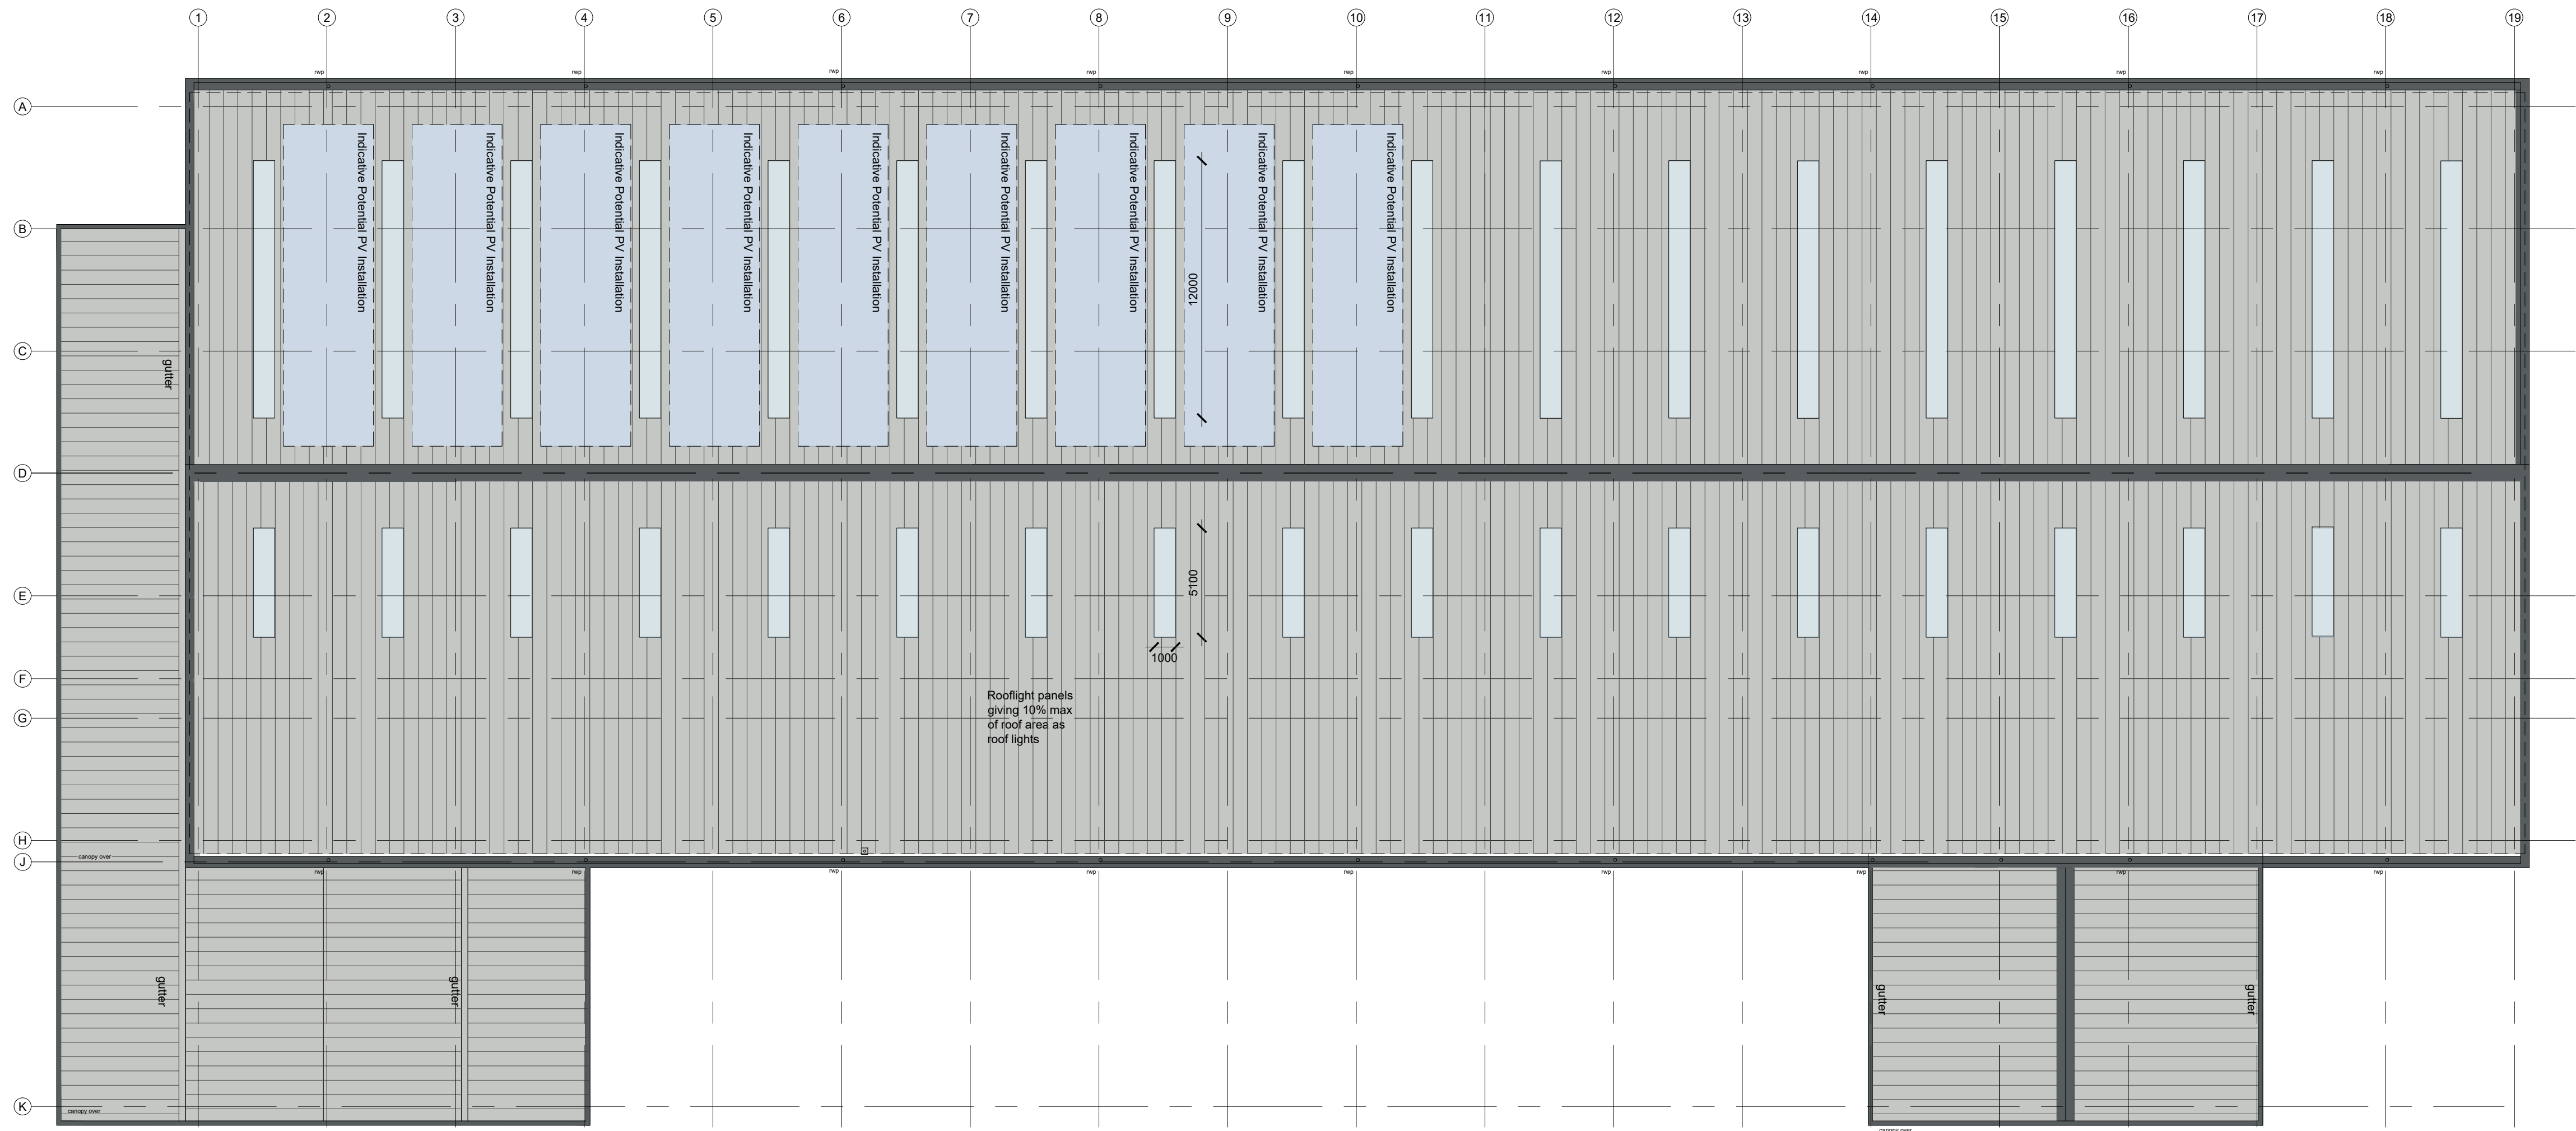 1 2 3 4 5 6 7 8 9 10 11 12 13 14 15 16 17 18 19
rwp rwp rwp rwp rwp rwp rwp rwp rwp
A
Indicative Potential PV Installation
Indicative Potential PV Installation
Indicative Potential PV Installation
Indicative Potential PV Installation
Indicative Potential PV Installation
Indicative Potential PV Installation
Indicative Potential PV Installation
Indicative Potential PV Installation
Indicative Potential PV Installation
B
12000
C
gutter
D
E
5100
1000
F
Rooflight panels
giving 10% max
of roof area as
roof lights
G
H
canopy over
J
rwp rwp rwp rwp rwp rwp rwp rwp rwp
gutter
gutter
gutter
gutter
K
canopy over
canopy over